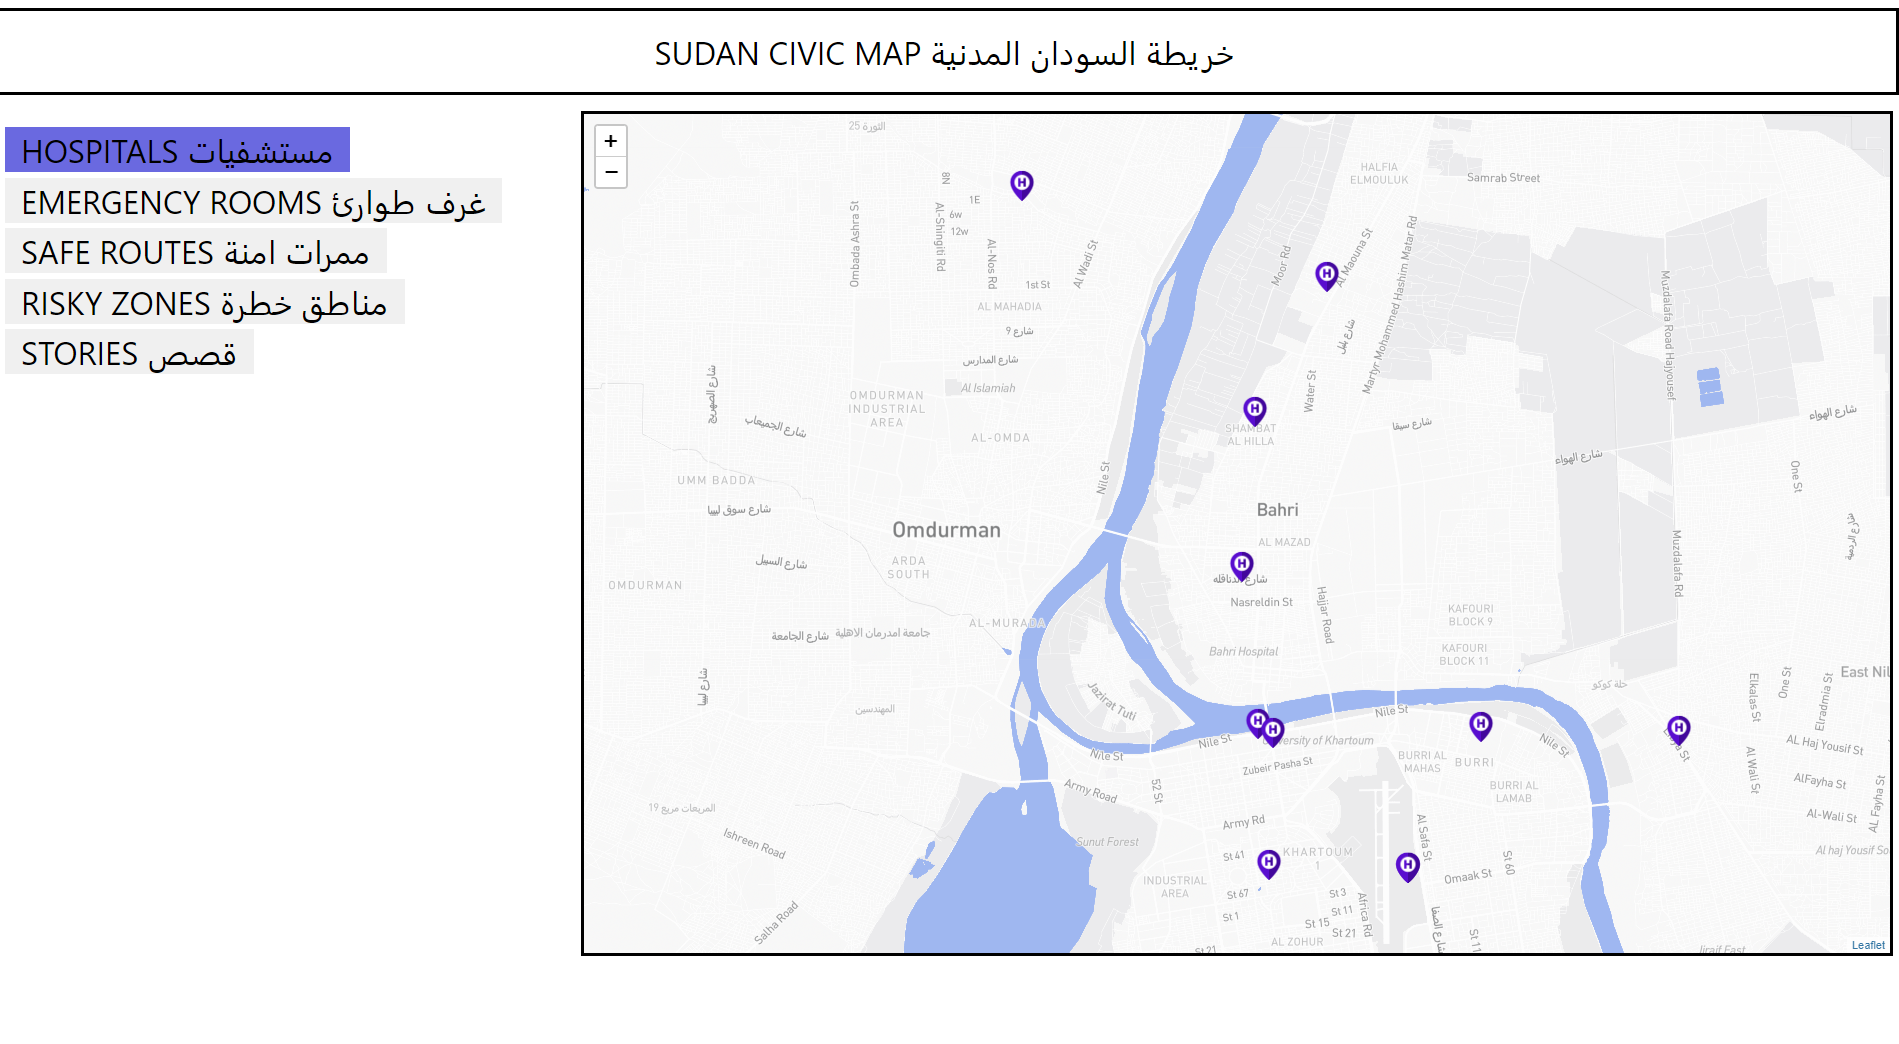 SUDAN CIVIC MAP خريطة السودان المدنية
HOSPITALS مستشفيات
EMERGENCY ROOMS غرف طوارئ
SAFE ROUTES ممرات امنة
RISKY ZONES مناطق خطرة
STORIES قصص
+
−
الثورة 25
HALFIA
ELMOULUK
Samrab Street
8N
1E
6w
12w
Ombada Ashra St
Al-Shingiti Rd
Al-Nos Rd
Al Wadi St
1st St
AL MAHADIA
شارع 9
شارع المدارس
Al Islamiah
Moor Rd
Al Maouna St
Martyr Mohammed Hashim Matar Rd
شارع
Water St
Muzdalafa Road Hajyousef
شارع الصهريج
OMDURMAN
INDUSTRIAL
AREA
شارع الجميعاب
AL-OMDA
SHAMBAT
AL HILLA
شارع سيقا
شارع الهواء
شارع الهواء
UMM BADDA
Nile St
One St
شارع سوق ليبيا
Omdurman
Bahri
شارع الردمية
AL MAZAD
ARDA
SOUTH
شارع السبيل
OMDURMAN
شارع الدناقله
Nasreldin St
Hajjar Road
Muzdalafa Rd
KAFOURI
BLOCK 9
AL-MURADA
شارع الجامعة
جامعة امدرمان الاهلية
Bahri Hospital
KAFOURI
BLOCK 11
شارع ليبيا
Jazirat Tuti
حلة كوكو
East Nil
Elkalas St
One St
Elradmia St
المهندسين
Nile St
Nile St
Nile St
University of Khartoum
Nile St
Zubeir Pasha St
BURRI AL
MAHAS
BURRI
BURRI AL
LAMAB
AL Haj Yousif St
Al Wali St
AlFayha St
Al-Wali St
AL Fayha St
Al haj Yousif So
52 St
Army Road
المربعات مربع 19
Ishreen Road
Sunut Forest
Army Rd
St 41
KHARTOUM
1
Al Safa St
St 60
Omaak St
INDUSTRIAL
AREA
St 67
St 1
St 3
St 11
St 15
St 21
Africa Rd
شارع الصفا
St 11
Salha Road
St 21
AL ZOHUR
Jiraif East
Leaflet